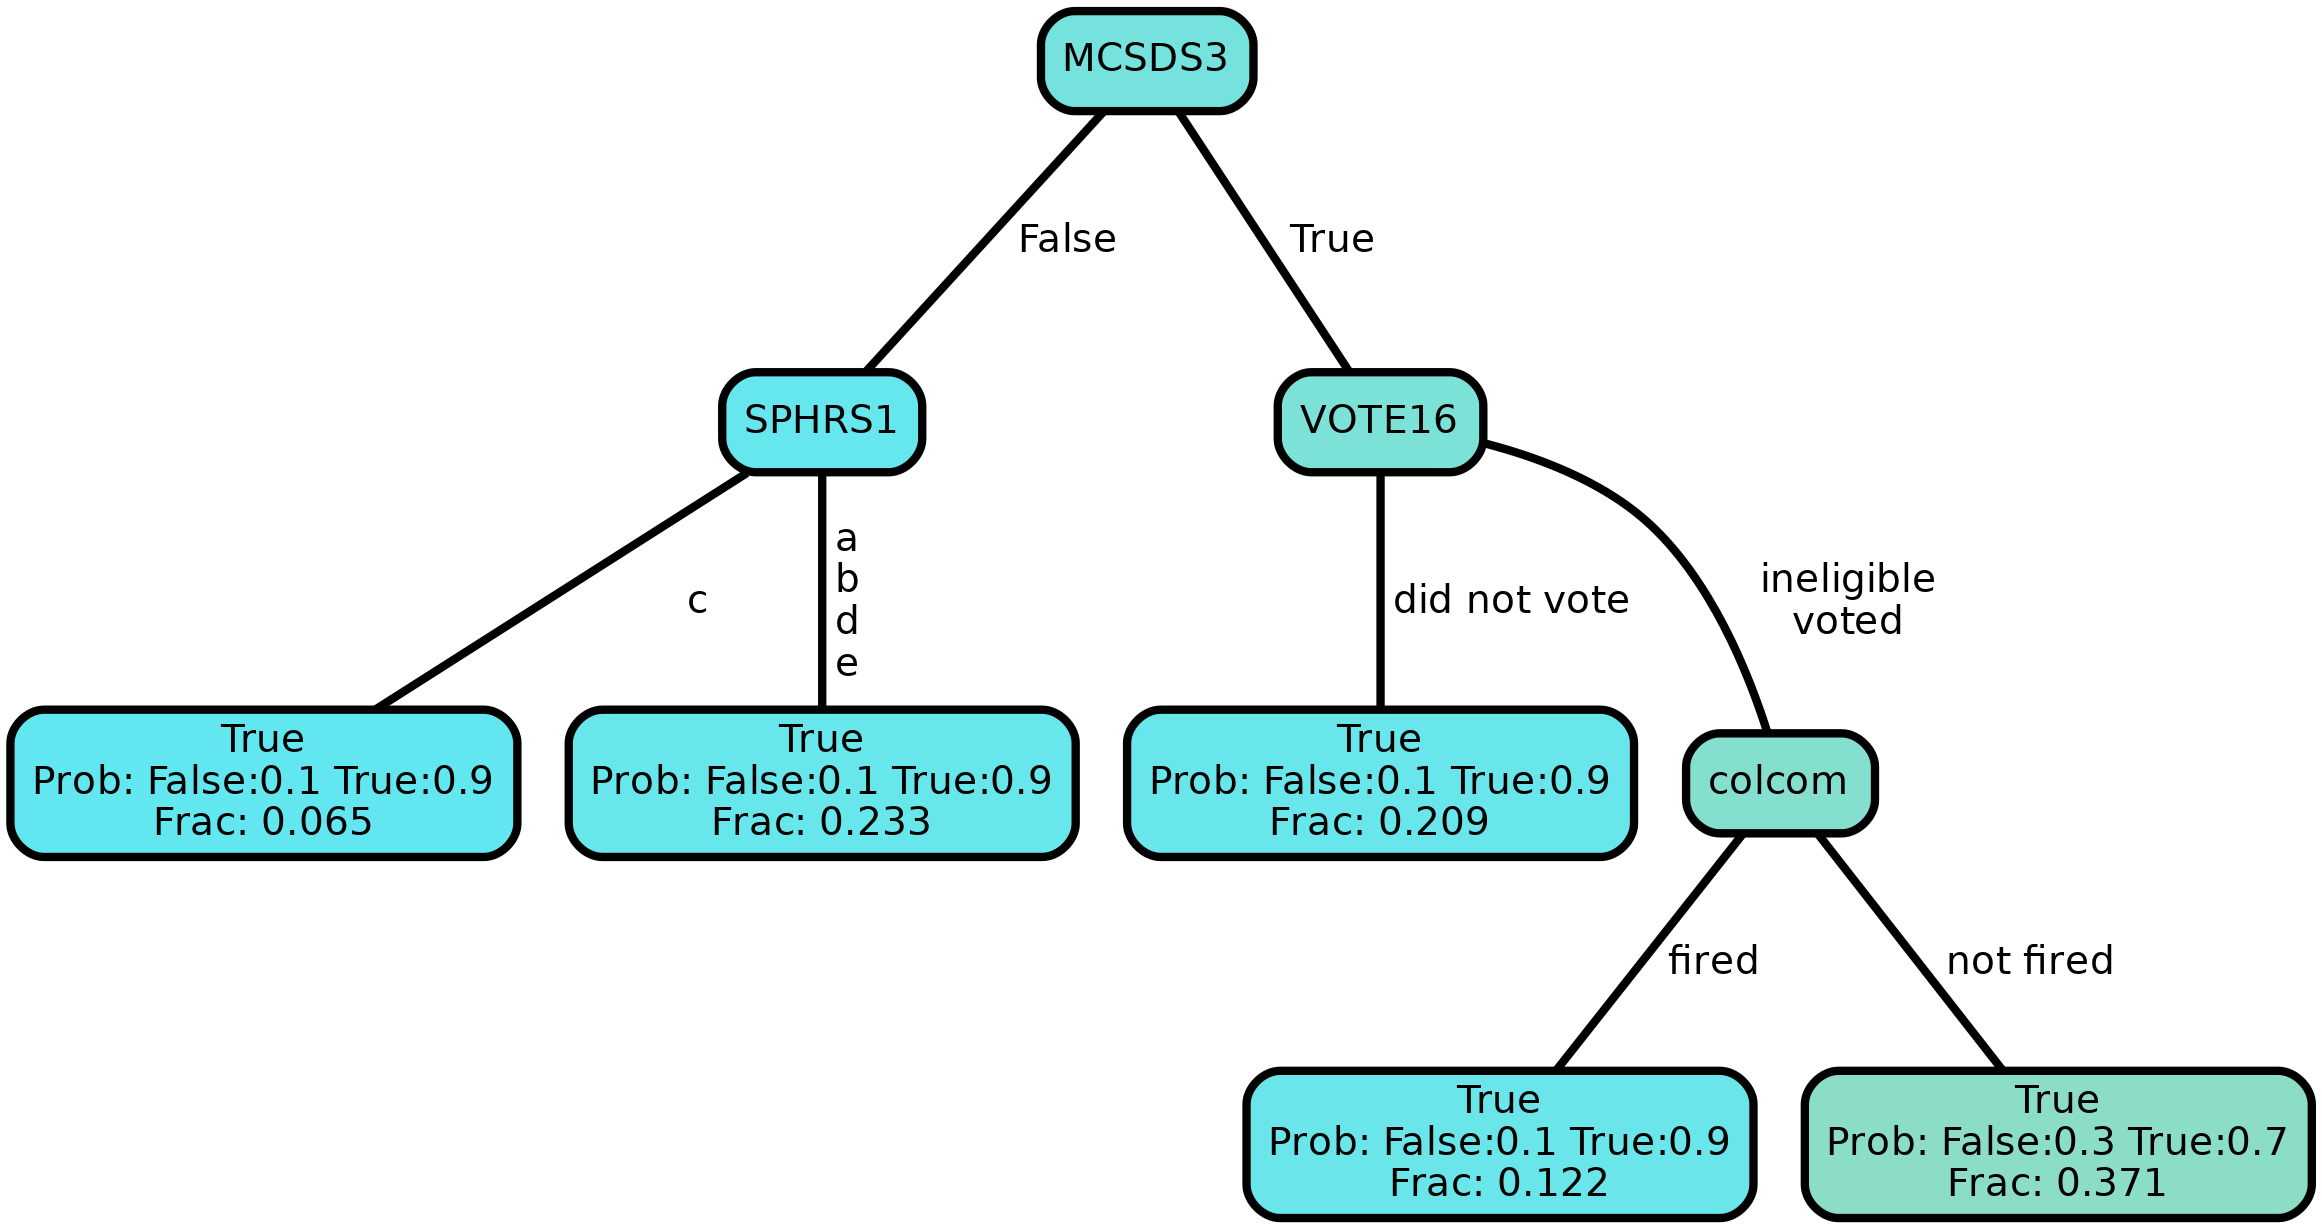 MCSDS3
False
True
SPHRS1
VOTE16
c
a
b
d
e
did not vote
ineligible
voted
True
Prob: False:0.1 True:0.9
Frac: 0.065
True
Prob: False:0.1 True:0.9
Frac: 0.233
True
Prob: False:0.1 True:0.9
Frac: 0.209
colcom
fired
not fired
True
Prob: False:0.1 True:0.9
Frac: 0.122
True
Prob: False:0.3 True:0.7
Frac: 0.371